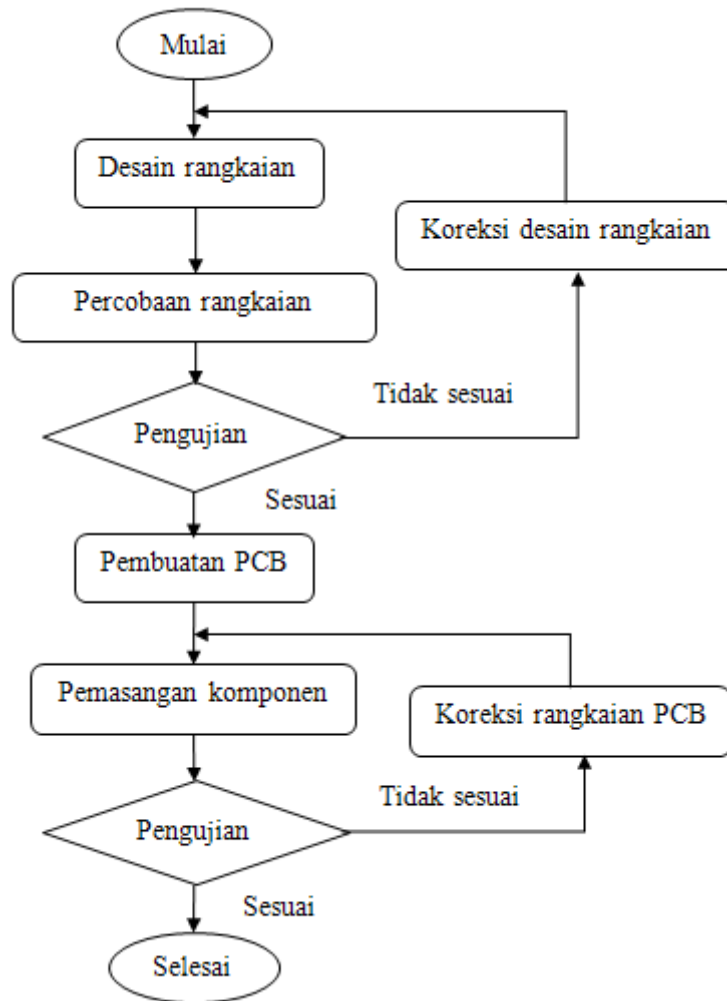 Mulai
Desain rangkaian
Koreksi desain rangkaian
Percobaan rangkaian
Tidak sesuai
Pengujian
Sesuai
Pembuatan PCB
Pemasangan komponen
Koreksi rangkaian PCB
Tidak sesuai
Pengujian
Sesuai
Selesai